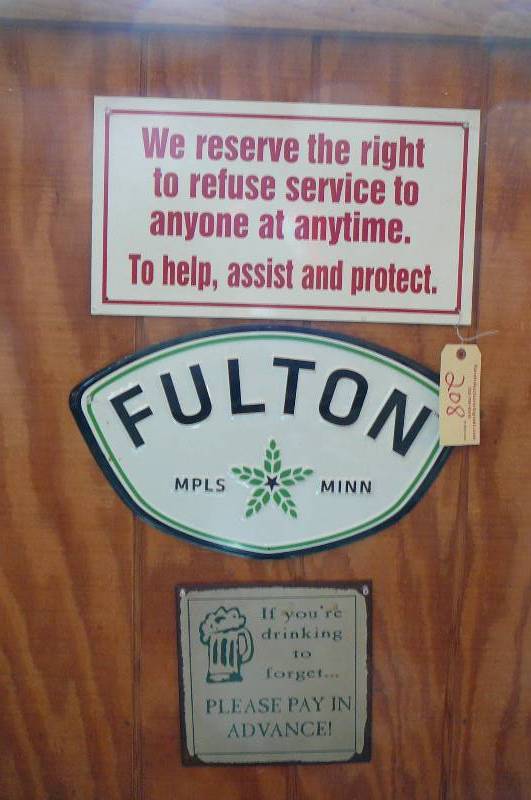 We reserve the right
to refuse service to
anyone at anytime.
To help, assist and protect.
FULTON
MPLS MINN
208
If you're
drinking
to
forget...
PLEASE PAY IN
ADVANCE!